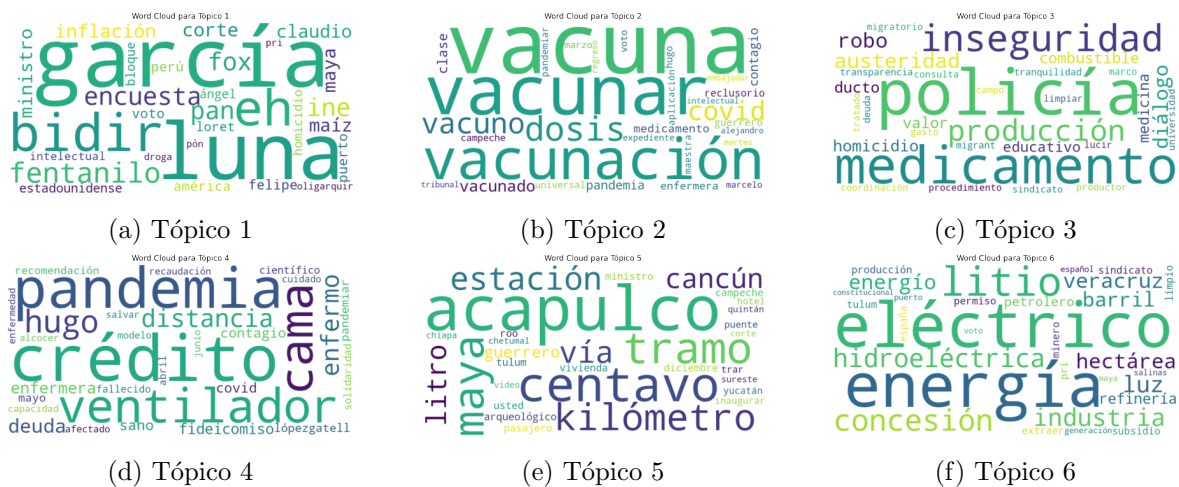 Word Cloud para Tópico 1
inflación corte claudio
ministro garcía pri
bloque perú fox maya
encuesta ángel
voto pan eh ine
bidir loret homicidio maíz
intelectual droga pón luna puerto
fentanilo
estadounidense américa felipe oligarquir
(a) Tópico 1
Word Cloud para Tópico 2
clase vacuna pandemiar marzo regreso voto hugo contagio
embajador
vacunar aplicación reclusorio
intelectual covid
vacuno dosis medicamento guerrero
campeche expediente alejandro
maestra martes
vacunación
tribunal vacunado universal pandemia enfermera marcelo
(b) Tópico 2
Word Cloud para Tópico 3
migratorio
robo inseguridad
austeridad combustible
transparencia consulta tranquilidad marco
ducto policía campo limpiar medicina diálogo universidad
tratado deuda valor producción
gasto migrant educativo lucir
homicidio
medicamento
coordinación procedimiento sindicato productor
(c) Tópico 3
Word Cloud para Tópico 4
recomendación recaudación científico
cuidado
pandemia
enfermedad hugo salvar distancia cama enfermo pandemiar
alcocer modelo contagio
crédito junio abril solidaridad
enfermera fallecido covid
mayo
capacidad ventilador
deuda afectado sano fideicomiso lópezgatell
(d) Tópico 4
Word Cloud para Tópico 5
estación ministro cancún
campeche
acapulco hotel
quintán
chiapa roo chetumal puente
corte
litro maya guerrero vía tramo
tulum vivienda diciembre trar
sureste
video centavo yucatán
usted inaugurar
arqueológico kilómetro
pasajero
(e) Tópico 5
Word Cloud para Tópico 6
producción litio español sindicato limpio
energío veracruz
constitucional puerto permiso petrolero barril
tulum
eléctrico
españa voto minero
hidroeléctrica pri hectárea
salinas
energía maya luz
refinería
concesión industria
extraer generación subsidio
(f) Tópico 6